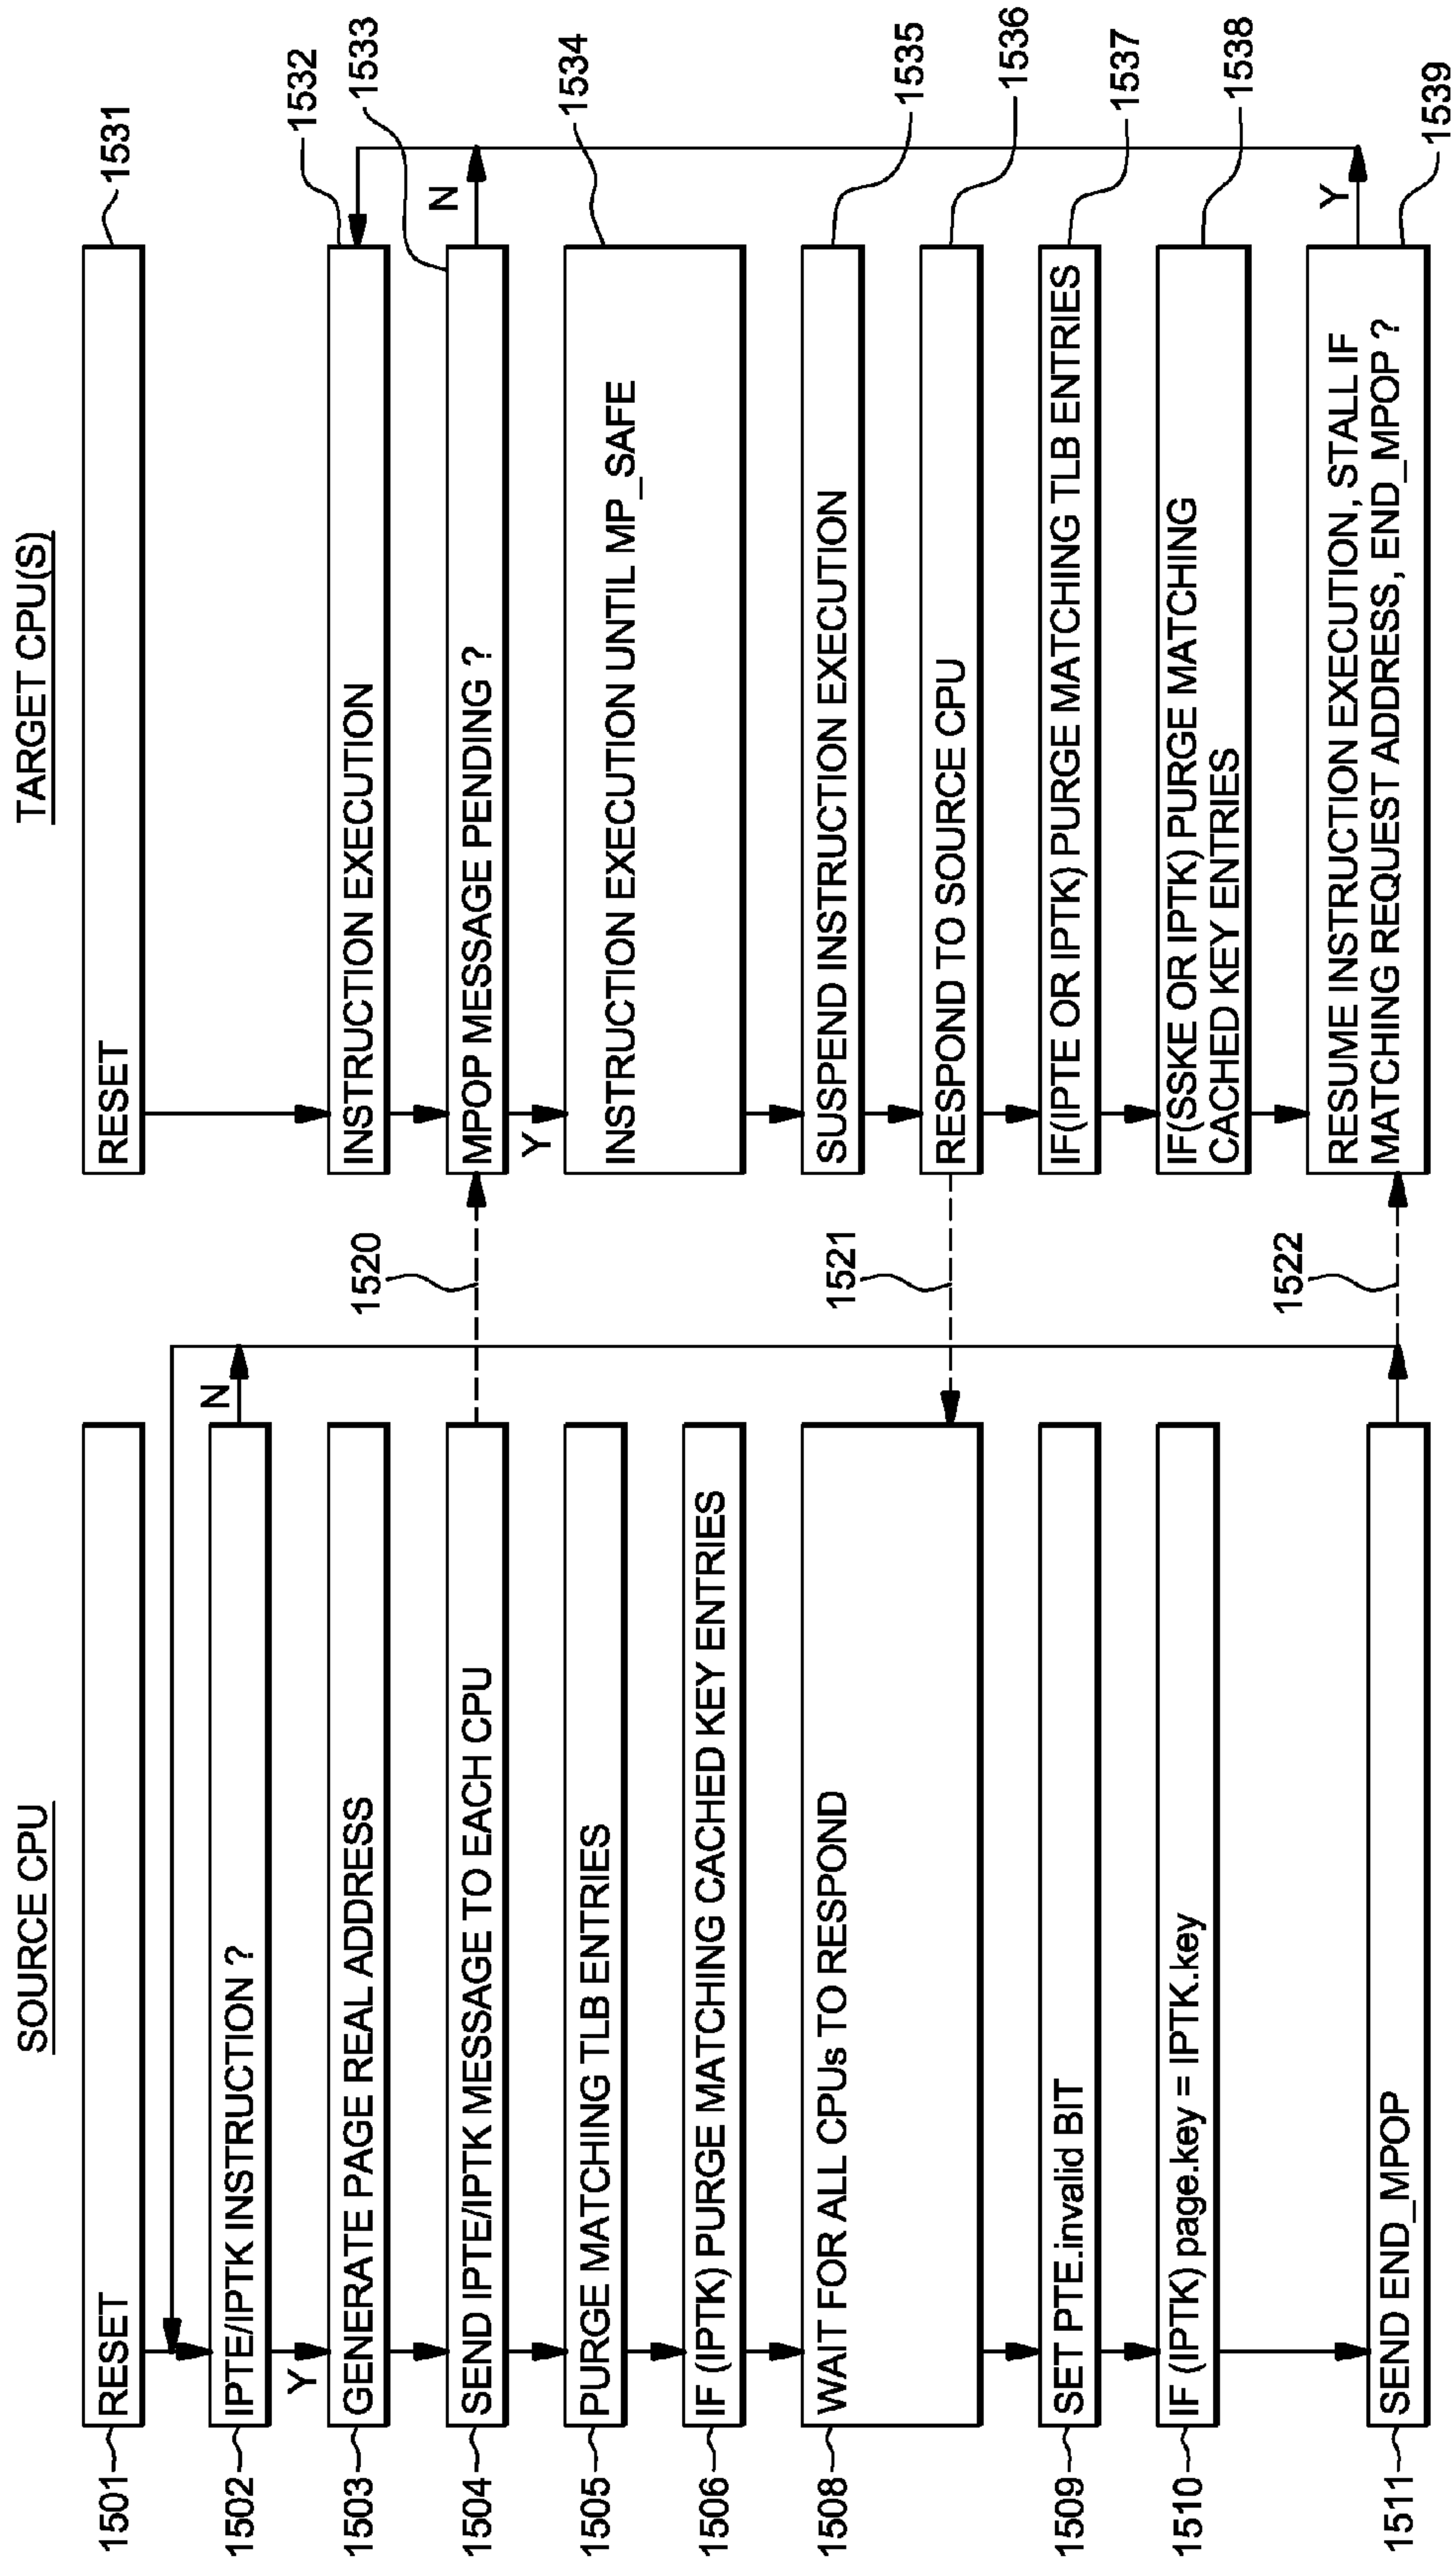 SOURCE CPU
1501
RESET
1502
IPTE/IPTK INSTRUCTION ?
N
Y
1503
GENERATE PAGE REAL ADDRESS
1504
SEND IPTE/IPTK MESSAGE TO EACH CPU
1505
PURGE MATCHING TLB ENTRIES
1506
IF (IPTK) PURGE MATCHING CACHED KEY ENTRIES
1508
WAIT FOR ALL CPUs TO RESPOND
1509
SET PTE.invalid BIT
1510
IF (IPTK) page.key = IPTK.key
1511
SEND END_MPOP
1520
1521
1522
TARGET CPU(S)
RESET
1531
INSTRUCTION EXECUTION
1532
MPOP MESSAGE PENDING ?
1533
N
Y
INSTRUCTION EXECUTION UNTIL MP_SAFE
1534
SUSPEND INSTRUCTION EXECUTION
1535
RESPOND TO SOURCE CPU
1536
IF(IPTE OR IPTK) PURGE MATCHING TLB ENTRIES
1537
IF(SSKE OR IPTK) PURGE MATCHING
CACHED KEY ENTRIES
1538
RESUME INSTRUCTION EXECUTION, STALL IF
MATCHING REQUEST ADDRESS, END_MPOP ?
Y
1539